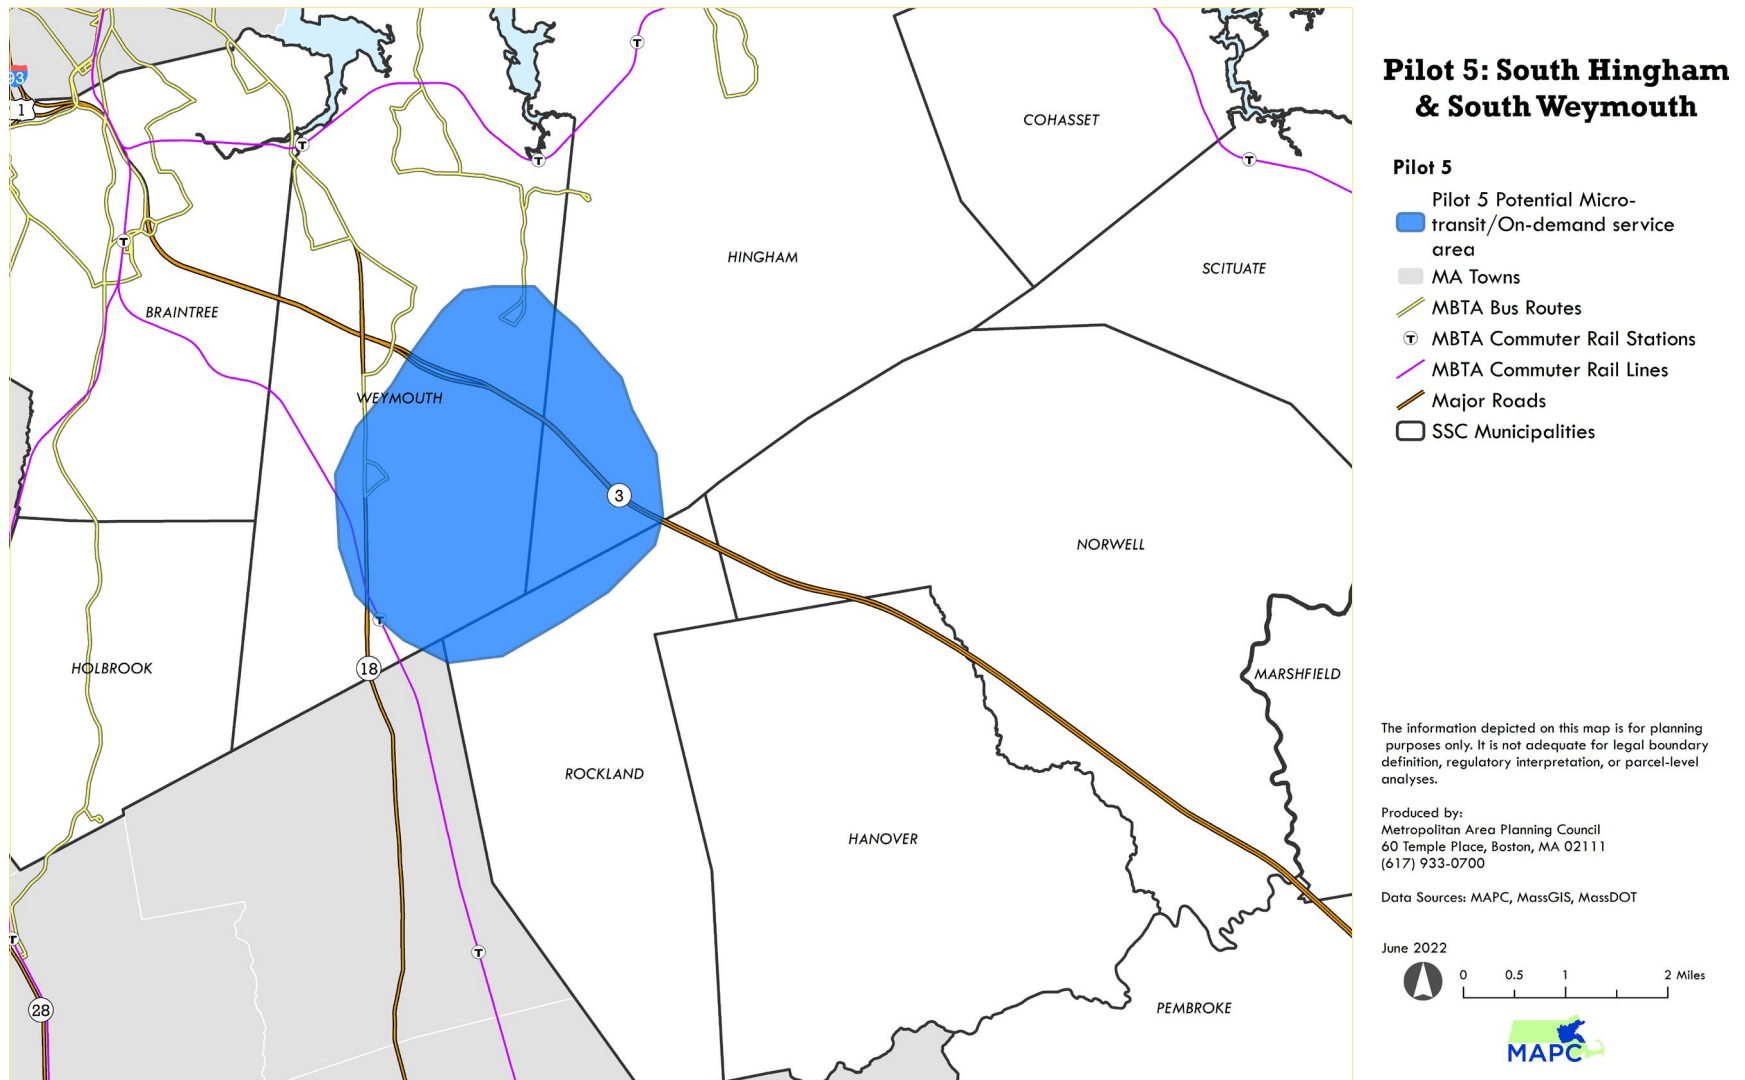 Pilot 5: South Hingham
& South Weymouth
Pilot 5
Pilot 5 Potential Micro-
transit/On-demand service
area
MA Towns
MBTA Bus Routes
T MBTA Commuter Rail Stations
MBTA Commuter Rail Lines
Major Roads
SSC Municipalities
T
93
1
COHASSET
T
T
T
T
HINGHAM
SCITUATE
BRAINTREE
WEYMOUTH
3
NORWELL
T
18
HOLBROOK
MARSHFIELD
ROCKLAND
HANOVER
T
T
28
PEMBROKE
The information depicted on this map is for planning
purposes only. It is not adequate for legal boundary
definition, regulatory interpretation, or parcel-level
analyses.
Produced by:
Metropolitan Area Planning Council
60 Temple Place, Boston, MA 02111
(617) 933-0700
Data Sources: MAPC, MassGIS, MassDOT
June 2022
0 0.5 1 2 Miles
MAPC